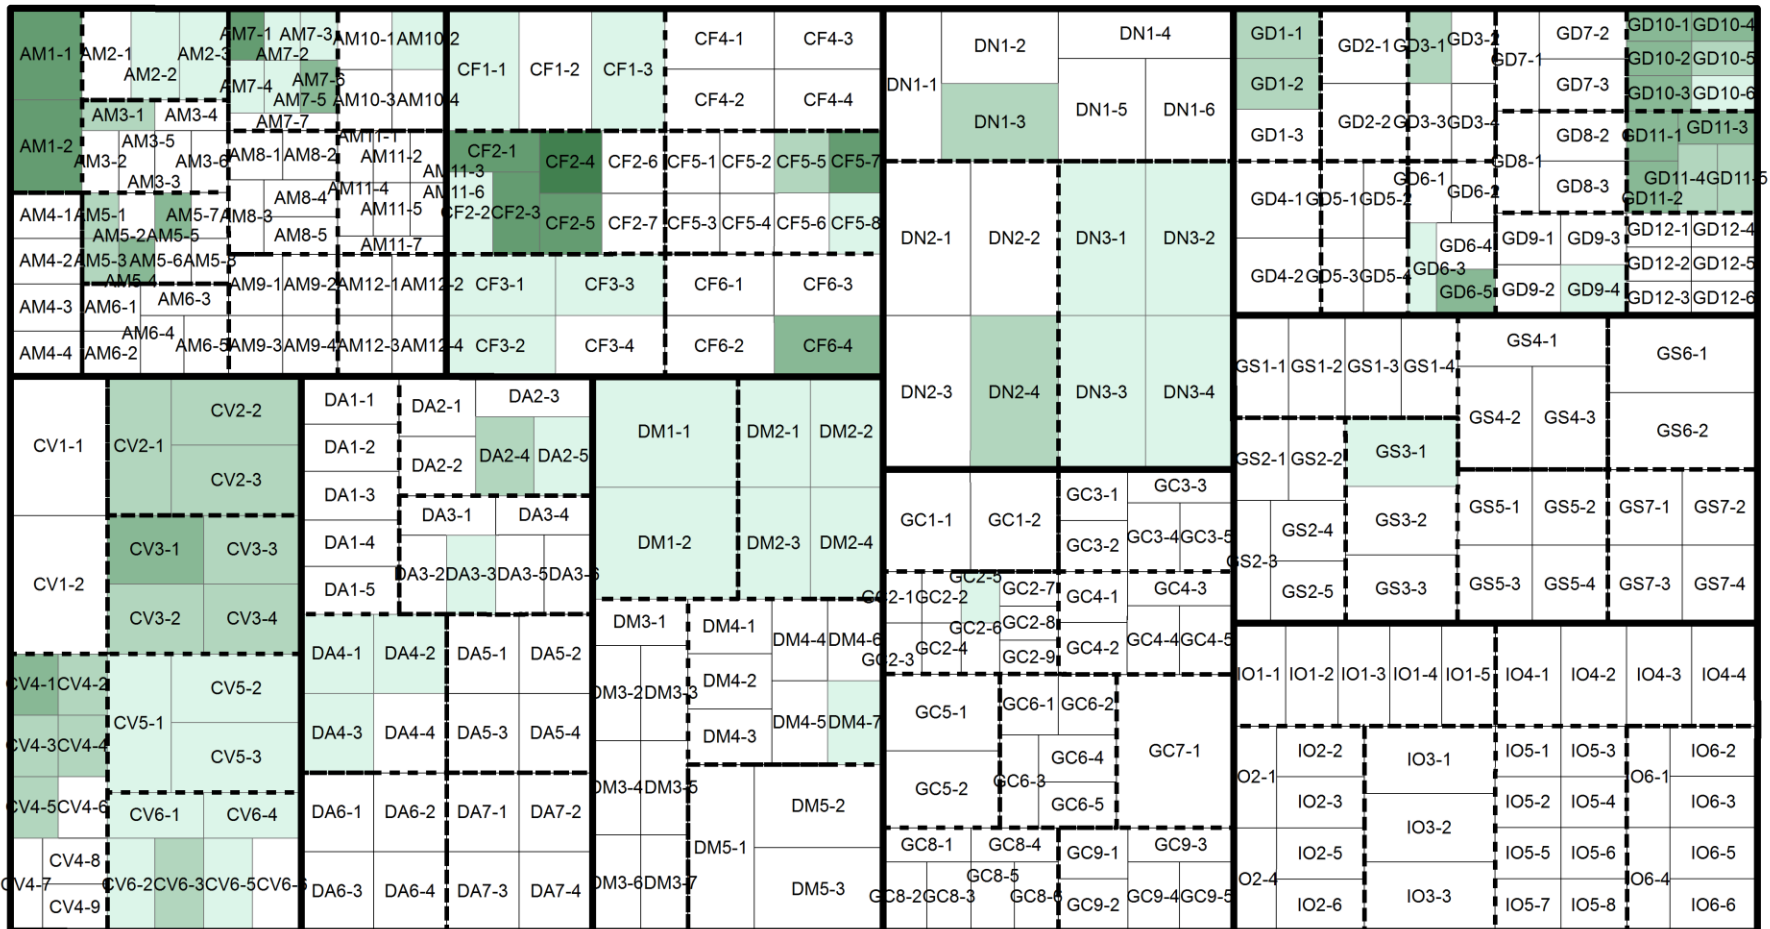 AM1-1
AM1-2
AM2-1
AM2-2
AM2-3
AM3-1
AM3-4
AM3-5
AM3-2
AM3-6
AM3-3
AM4-1
AM4-2
AM4-3
AM4-4
AM5-1
AM5-7
AM5-2
AM5-5
AM5-3
AM5-6
AM5-8
AM5-4
AM6-1
AM6-3
AM6-4
AM6-2
AM6-5
AM7-1
AM7-3
AM7-2
AM7-4
AM7-6
AM7-5
AM7-7
AM8-1
AM8-2
AM8-3
AM8-4
AM8-5
AM9-1
AM9-2
AM9-3
AM9-4
AM10-1
AM10-2
AM10-3
AM10-4
AM11-1
AM11-2
AM11-3
AM11-4
AM11-6
AM11-5
AM11-7
AM12-1
AM12-2
AM12-3
AM12-4
CF1-1
CF1-2
CF1-3
CF2-1
CF2-4
CF2-6
CF2-2
CF2-3
CF2-5
CF2-7
CF3-1
CF3-3
CF3-2
CF3-4
CF4-1
CF4-3
CF4-2
CF4-4
CF5-1
CF5-2
CF5-5
CF5-7
CF5-3
CF5-4
CF5-6
CF5-8
CF6-1
CF6-3
CF6-2
CF6-4
DN1-1
DN1-2
DN1-4
DN1-3
DN1-5
DN1-6
DN2-1
DN2-2
DN2-3
DN2-4
DN3-1
DN3-2
DN3-3
DN3-4
GD1-1
GD1-2
GD1-3
GD2-1
GD2-2
GD3-1
GD3-2
GD3-3
GD3-4
GD4-1
GD4-2
GD5-1
GD5-2
GD5-3
GD5-4
GD6-1
GD6-2
GD6-4
GD6-3
GD6-5
GD7-1
GD7-2
GD7-3
GD8-1
GD8-2
GD8-3
GD9-1
GD9-3
GD9-2
GD9-4
GD10-1
GD10-4
GD10-2
GD10-5
GD10-3
GD10-6
GD11-1
GD11-3
GD11-4
GD11-5
GD11-2
GD12-1
GD12-4
GD12-2
GD12-5
GD12-3
GD12-6
CV1-1
CV1-2
CV2-1
CV2-2
CV2-3
CV3-1
CV3-3
CV3-2
CV3-4
CV4-1
CV4-2
CV4-3
CV4-4
CV4-5
CV4-6
CV4-7
CV4-8
CV4-9
CV5-1
CV5-2
CV5-3
CV6-1
CV6-4
CV6-2
CV6-3
CV6-5
CV6-6
DA1-1
DA1-2
DA1-3
DA1-4
DA1-5
DA2-1
DA2-3
DA2-2
DA2-4
DA2-5
DA3-1
DA3-4
DA3-2
DA3-3
DA3-5
DA3-6
DA4-1
DA4-2
DA4-3
DA4-4
DA5-1
DA5-2
DA5-3
DA5-4
DA6-1
DA6-2
DA6-3
DA6-4
DA7-1
DA7-2
DA7-3
DA7-4
DM1-1
DM1-2
DM2-1
DM2-2
DM2-3
DM2-4
DM3-1
DM3-2
DM3-3
DM3-4
DM3-5
DM3-6
DM3-7
DM4-1
DM4-4
DM4-6
DM4-2
DM4-3
DM4-5
DM4-7
DM5-1
DM5-2
DM5-3
GC1-1
GC1-2
GC2-1
GC2-2
GC2-5
GC2-7
GC2-8
GC2-6
GC2-3
GC2-4
GC2-9
GC3-1
GC3-3
GC3-2
GC3-4
GC3-5
GC4-1
GC4-3
GC4-2
GC4-4
GC4-5
GC5-1
GC5-2
GC6-1
GC6-2
GC6-4
GC6-3
GC6-5
GC7-1
GC8-1
GC8-4
GC8-5
GC8-2
GC8-3
GC8-6
GC9-1
GC9-3
GC9-2
GC9-4
GC9-5
GS1-1
GS1-2
GS1-3
GS1-4
GS2-1
GS2-2
GS2-3
GS2-4
GS2-5
GS3-1
GS3-2
GS3-3
GS4-1
GS4-2
GS4-3
GS5-1
GS5-2
GS5-3
GS5-4
GS6-1
GS6-2
GS7-1
GS7-2
GS7-3
GS7-4
IO1-1
IO1-2
IO1-3
IO1-4
IO1-5
IO2-1
IO2-2
IO2-3
IO2-4
IO2-5
IO2-6
IO3-1
IO3-2
IO3-3
IO4-1
IO4-2
IO4-3
IO4-4
IO5-1
IO5-3
IO5-2
IO5-4
IO5-5
IO5-6
IO5-7
IO5-8
IO6-1
IO6-2
IO6-3
IO6-4
IO6-5
IO6-6